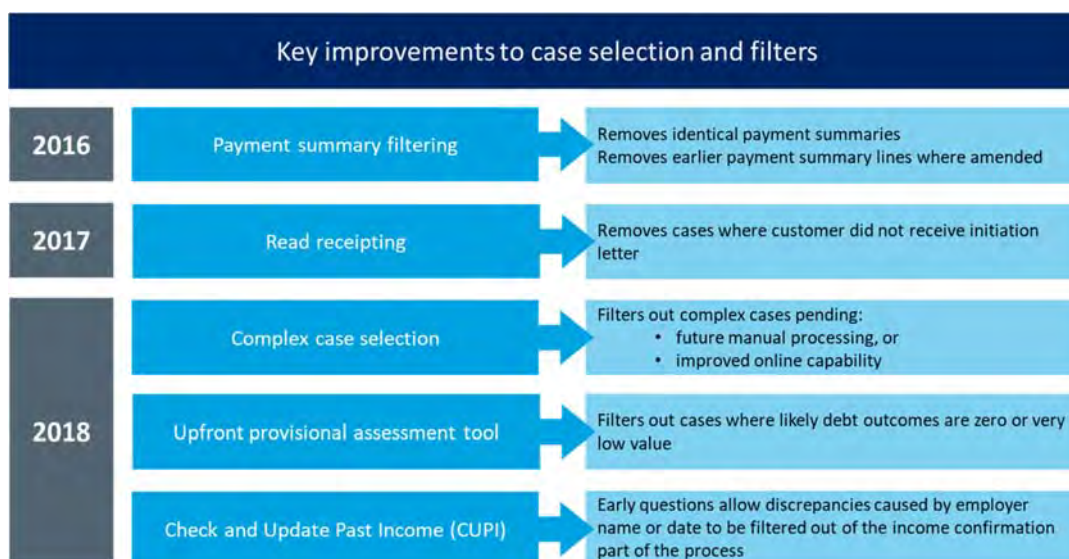 Key improvements to case selection and filters
2016
Payment summary filtering
Removes identical payment summaries
Removes earlier payment summary lines where amended
2017
Read receipting
Removes cases where customer did not receive initiation
letter
2018
Complex case selection
Filters out complex cases pending:
• future manual processing, or
• improved online capability
Upfront provisional assessment tool
Filters out cases where likely debt outcomes are zero or very
low value
Check and Update Past Income (CUPI)
Early questions allow discrepancies caused by employer
name or date to be filtered out of the income confirmation
part of the process